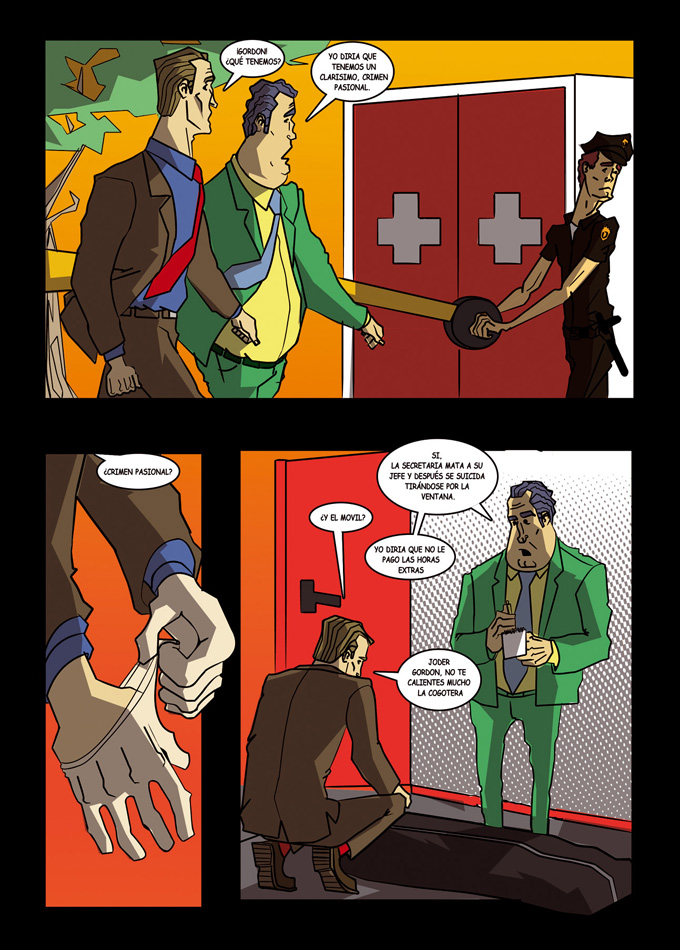 ¡GORDON!
¿QUÉ TENEMOS?
YO DIRIA QUE
TENEMOS UN
CLARISIMO, CRIMEN
PASIONAL.
¿CRIMEN PASIONAL?
SI,
LA SECRETARIA MATA A SU
JEFE Y DESPUÉS SE SUICIDA
TIRÁNDOSE POR LA
VENTANA.
¿Y EL MOVIL?
YO DIRIA QUE NO LE
PAGO LAS HORAS
EXTRAS
JODER
GORDON, NO TE
CALIENTES MUCHO
LA COGOTERA